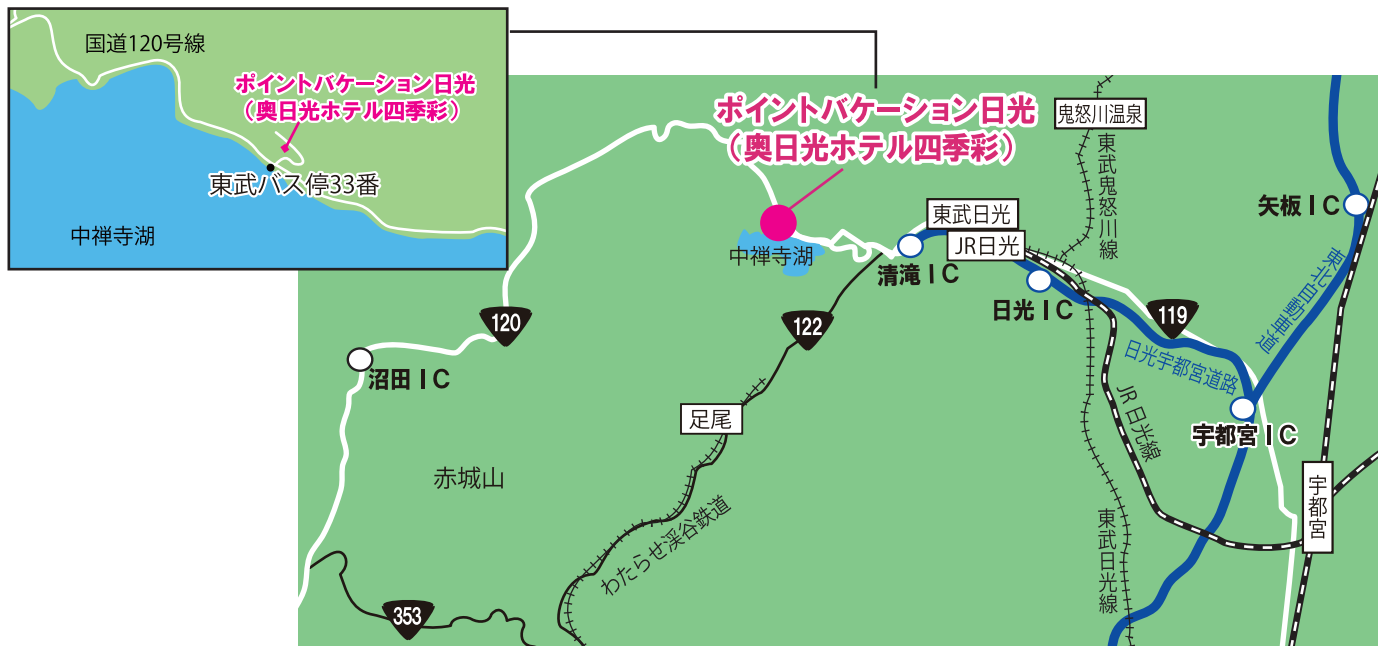 国道120号線
ポイントバケーション日光
（奥日光ホテル四季彩）
東武バス停33番
中禅寺湖
ポイントバケーション日光
（奥日光ホテル四季彩）
鬼怒川温泉
東武鬼怒川線
矢板IC
東武日光
JR日光
中禅寺湖
清滝IC
日光IC
東北自動車道
120
122
119
沼田IC
日光宇都宮道路
足尾
JR日光線
宇都宮IC
赤城山
宇都宮
わたらせ渓谷鉄道
東武日光線
353